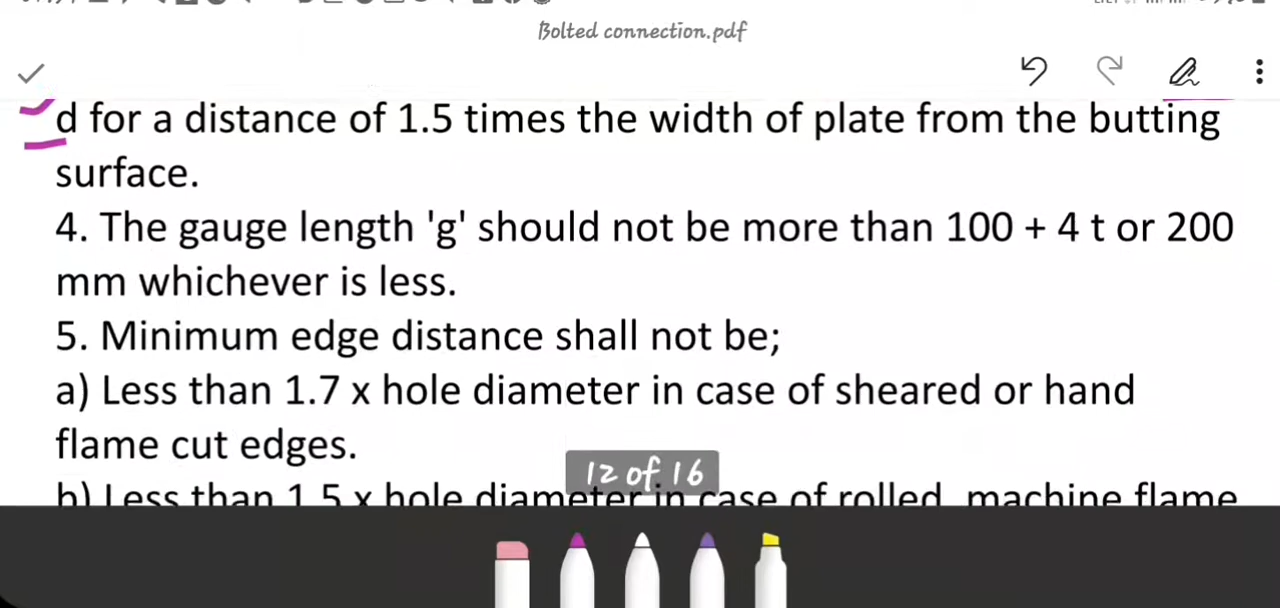 Bolted connection.pdf
d for a distance of 1.5 times the width of plate from the butting
surface.
4. The gauge length 'g' should not be more than 100 + 4 t or 200
mm whichever is less.
5. Minimum edge distance shall not be;
a) Less than 1.7 x hole diameter in case of sheared or hand
flame cut edges.
12 of 16
b) Less than 1.5 x hole diameter in case of rolled, machine flame